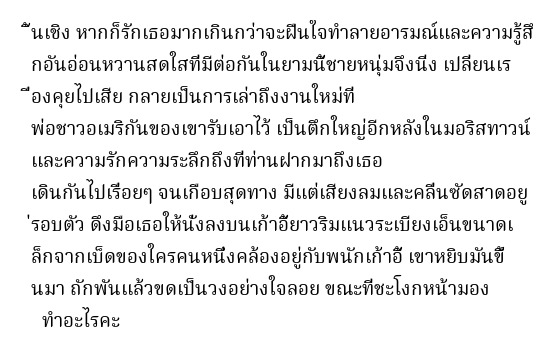 ั้นเชิง หากก็รักเธอมากเกินกว่าจะฝืนใจทำลายอารมณ์และความรู้สึ
กอันอ่อนหวานสดใสที่มีต่อกันในยามนี้ชายหนุ่มจึงนิ่ง เปลี่ยนเร
ื่องคุยไปเสีย กลายเป็นการเล่าถึงงานใหม่ที่
พ่อชาวอเมริกันของเขารับเอาไว้ เป็นตึกใหญ่อีกหลังในมอริสทาวน์
และความรักความระลึกถึงที่ท่านฝากมาถึงเธอ
เดินกันไปเรื่อยๆ จนเกือบสุดทาง มีแต่เสียงลมและคลื่นซัดสาดอยู
่รอบตัว ดึงมือเธอให้นั่งลงบนเก้าอี้ยาวริมแนวระเบียงเอ็นขนาดเ
ล็กจากเบ็ดของใครคนหนึ่งคล้องอยู่กับพนักเก้าอี้ เขาหยิบมันขึ้
นมา ถักพันแล้วขดเป็นวงอย่างใจลอย ขณะที่ชะโงกหน้ามอง
ทำอะไรคะ